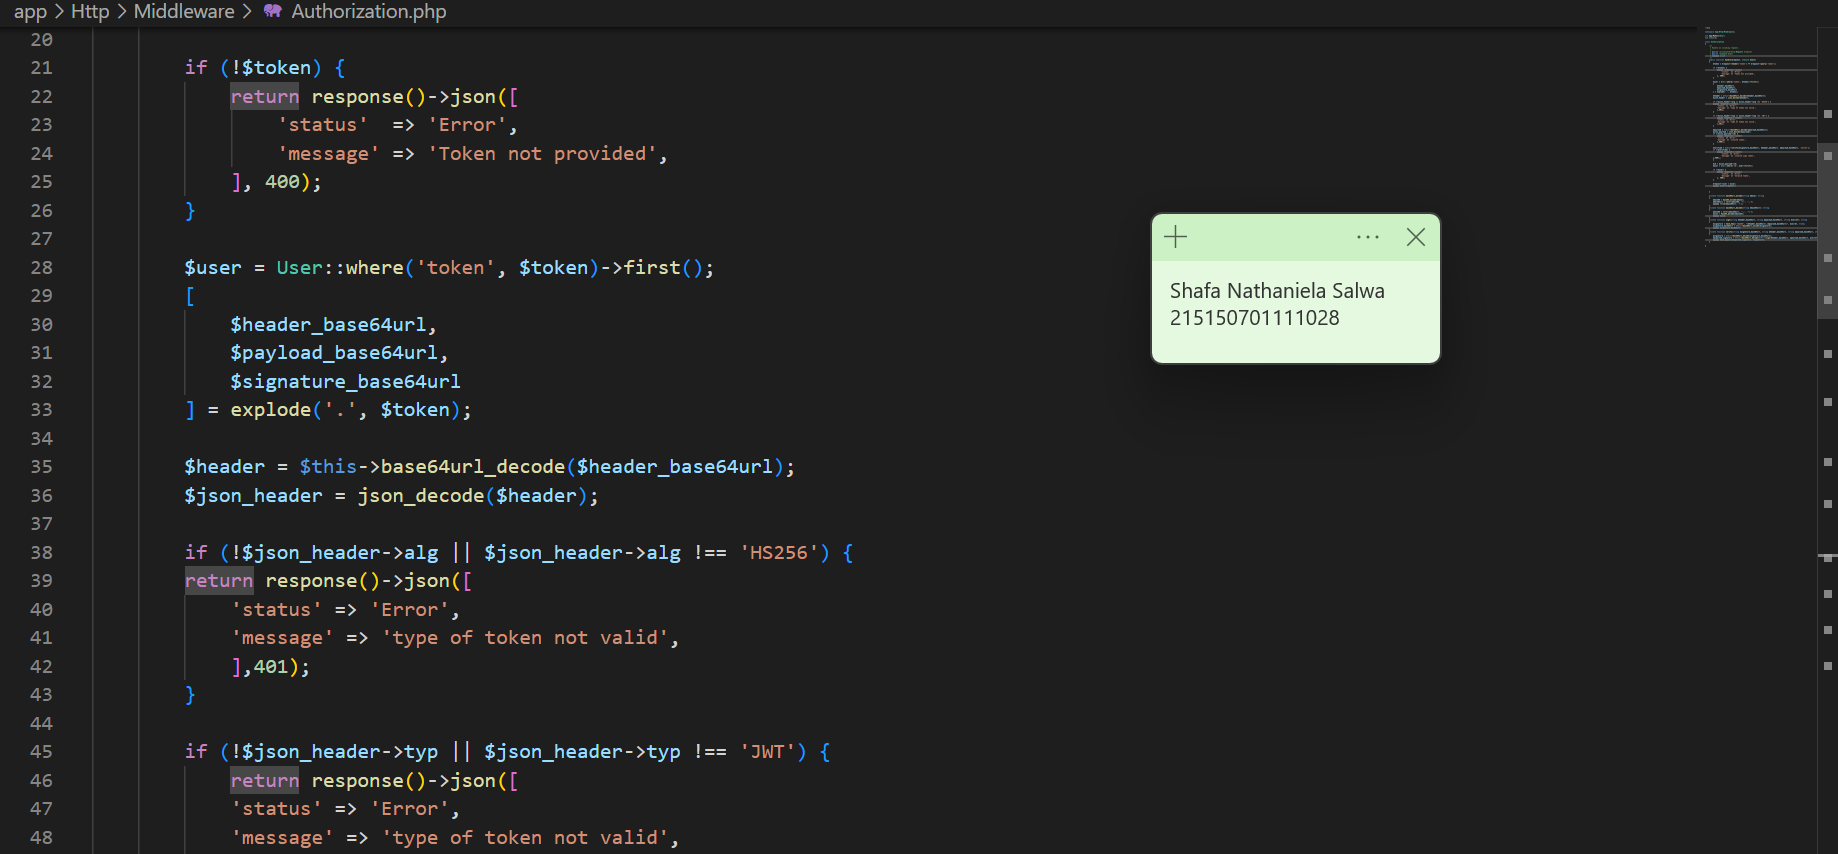 app > Http > Middleware > Authorization.php
20
21 if (!$token) {
22 return response()->json([
23 'status'  => 'Error',
24 'message' => 'Token not provided',
25 ], 400);
26 }
27
28 $user = User::where('token', $token)->first();
29 [
30 $header_base64url,
31 $payload_base64url,
32 $signature_base64url
33 ] = explode('.', $token);
34
35 $header = $this->base64url_decode($header_base64url);
36 $json_header = json_decode($header);
37
38 if (!$json_header->alg || $json_header->alg !== 'HS256') {
39 return response()->json([
40 'status' => 'Error',
41 'message' => 'type of token not valid',
42 ],401);
43 }
44
45 if (!$json_header->typ || $json_header->typ !== 'JWT') {
46 return response()->json([
47 'status' => 'Error',
48 'message' => 'type of token not valid',
Shafa Nathaniela Salwa
215150701111028